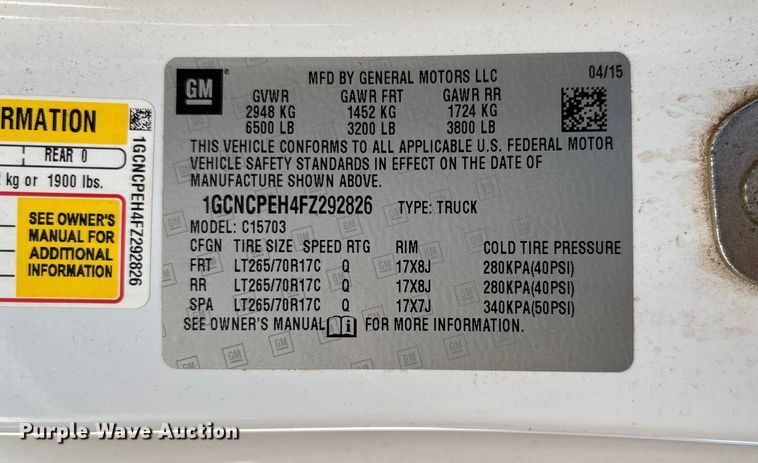 GM
MFD BY GENERAL MOTORS LLC
04/15
GVWR GAWR FRT GAWR RR
2948 KG 1452 KG 1724 KG
6500 LB 3200 LB 3800 LB
THIS VEHICLE CONFORMS TO ALL APPLICABLE U.S. FEDERAL MOTOR
VEHICLE SAFETY STANDARDS IN EFFECT ON THE DATE OF
MANUFACTURE SHOWN ABOVE.
1GCNCPEH4FZ292826 TYPE: TRUCK
MODEL: C15703
CFGN TIRE SIZE SPEED RTG RIM COLD TIRE PRESSURE
FRT LT265/70R17C Q 17X8J 280KPA(40PSI)
RR LT265/70R17C Q 17X8J 280KPA(40PSI)
SPA LT265/70R17C Q 17X7J 340KPA(50PSI)
SEE OWNER'S MANUAL FOR MORE INFORMATION.
RMATION
REAR 0
kg or 1900 lbs.
SEE OWNER'S
MANUAL FOR
ADDITIONAL
INFORMATION
1GCNCPEH4FZ292826
Purple Wave Auction